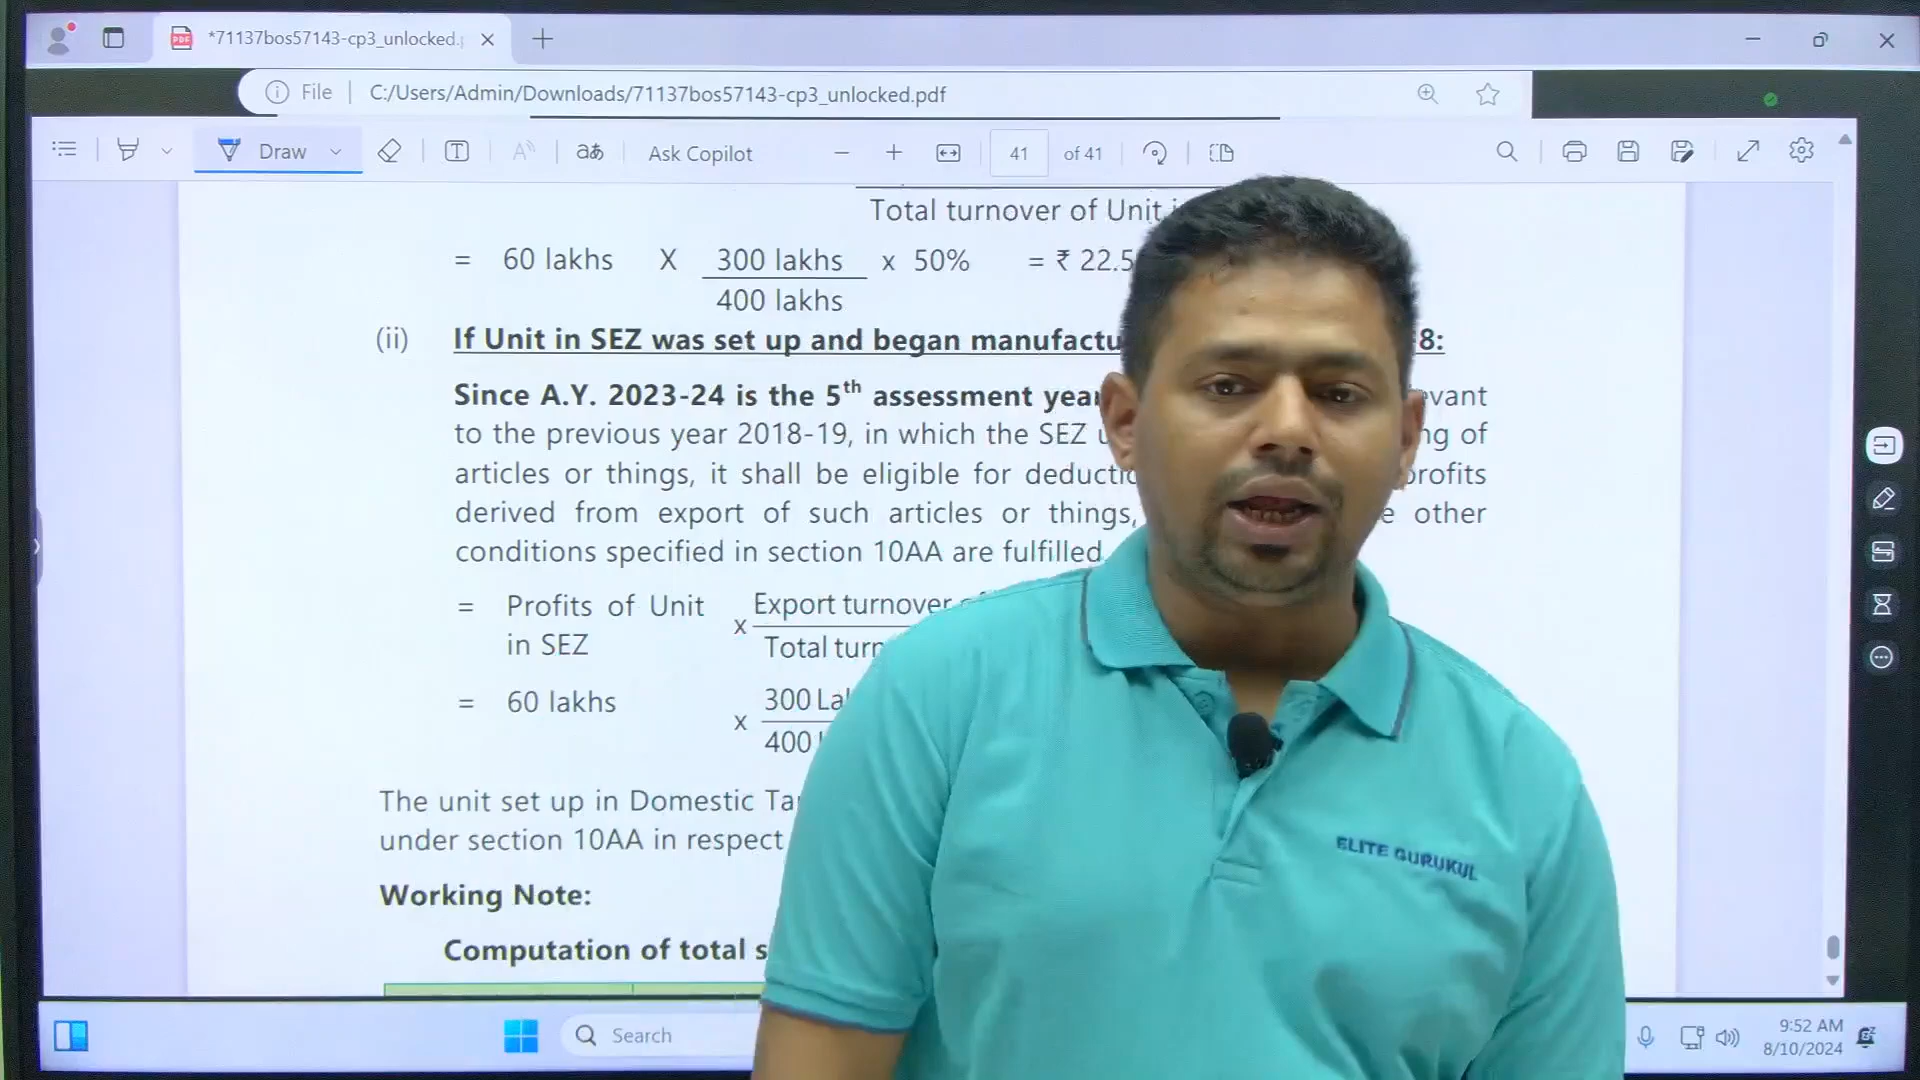 *71137bos57143-cp3_unlocked.
File C:/Users/Admin/Downloads/71137bos57143-cp3_unlocked.pdf
Draw
Ask Copilot
41 of 41
Total turnover of Unit
= 60 lakhs X 300 lakhs x 50% = ₹ 22.5
400 lakhs
(ii) If Unit in SEZ was set up and began manufactu 8:
Since A.Y. 2023-24 is the 5th assessment year evant
to the previous year 2018-19, in which the SEZ ng of
articles or things, it shall be eligible for deductio profits
derived from export of such articles or things, e other
conditions specified in section 10AA are fulfilled.
= Profits of Unit in SEZ x Export turnover
Total turn
= 60 lakhs x 300 La
400
The unit set up in Domestic Ta
under section 10AA in respect
Working Note:
Computation of total s
ELITE GURUKUL
Search
9:52 AM
8/10/2024